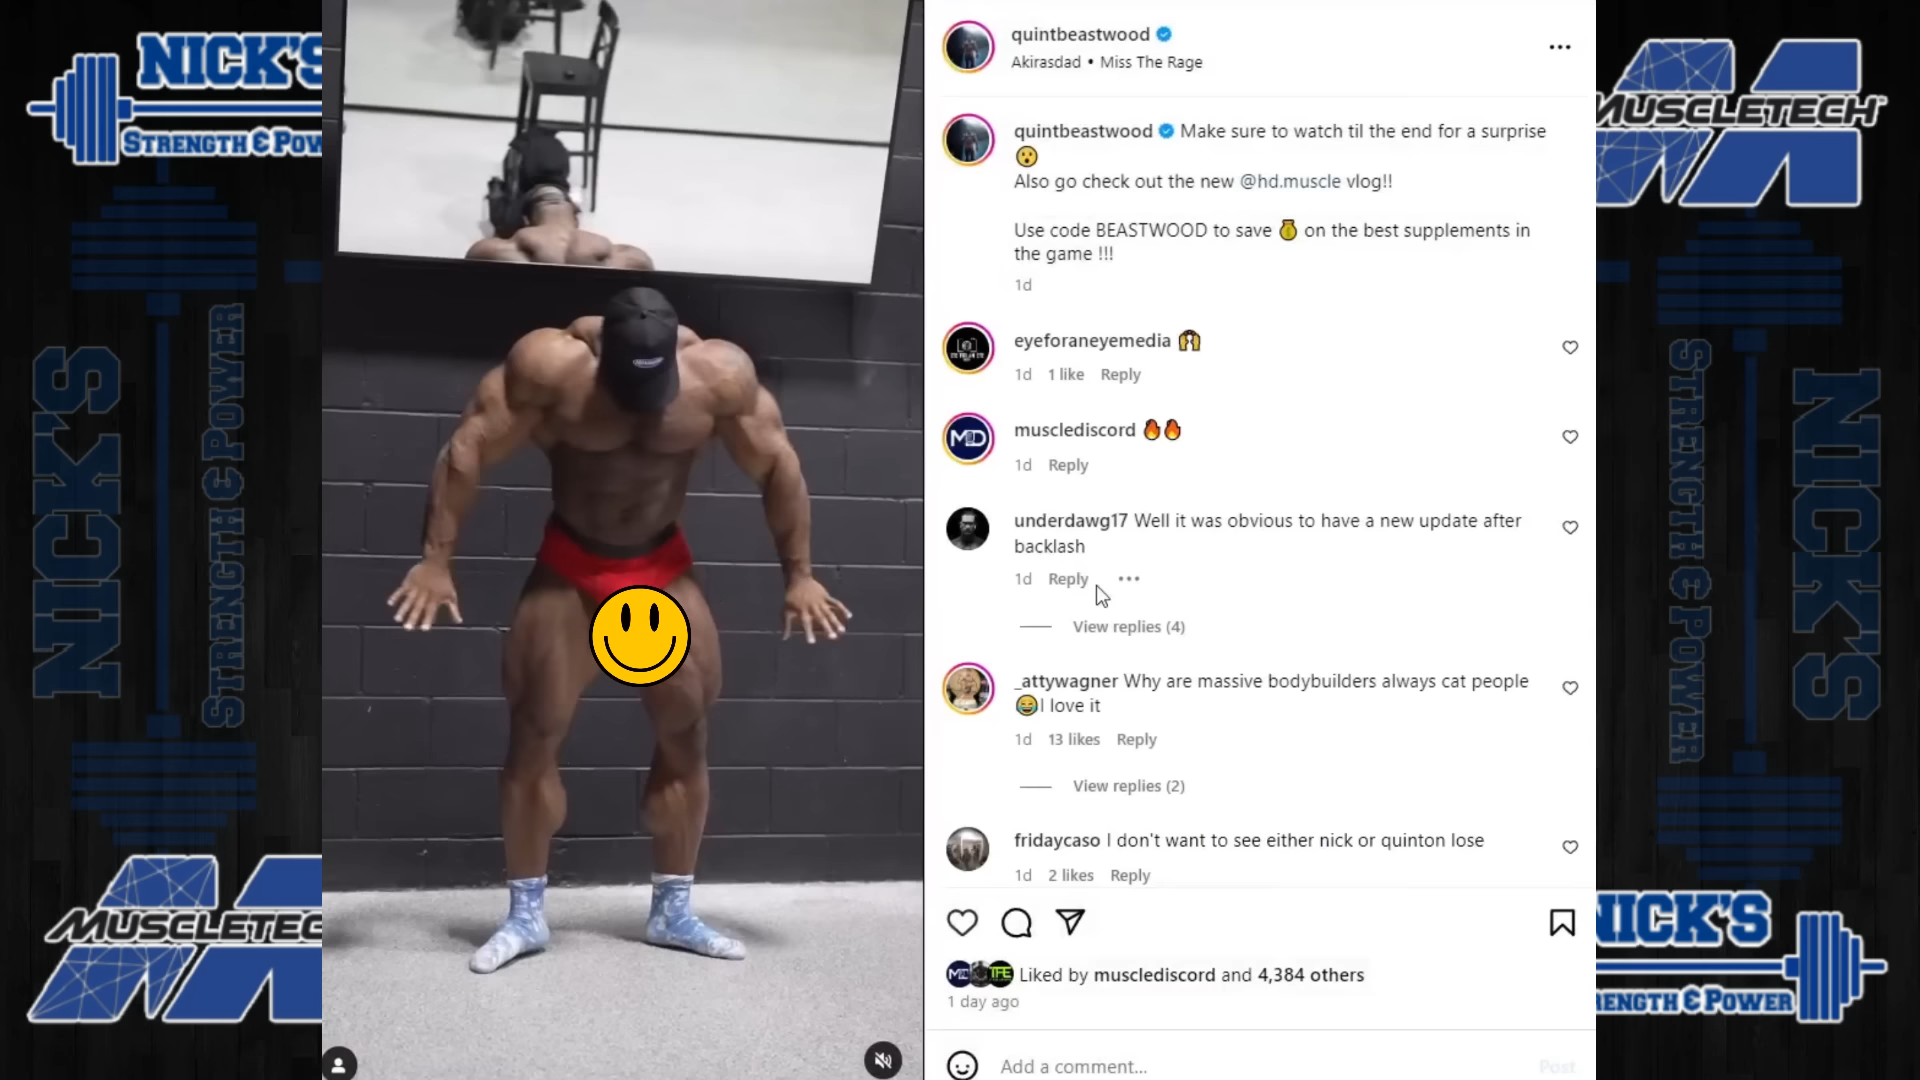 NICK'S
STRENGTH & POW
NICK'S
STRENGTH & POWER
MUSCLETEC
quintbeastwood
Akirasdad • Miss The Rage
quintbeastwood Make sure to watch til the end for a surprise
😮
Also go check out the new @hd.muscle vlog!!
Use code BEASTWOOD to save 💰 on the best supplements in
the game !!!
1d
eyeforaneyemedia 🙌
1d 1 like Reply
MD
musclediscord 🔥🔥
1d Reply
underdawg17 Well it was obvious to have a new update after
backlash
1d Reply •••
View replies (4)
_attywagner Why are massive bodybuilders always cat people
😂I love it
1d 13 likes Reply
View replies (2)
fridaycaso I don't want to see either nick or quinton lose
1d 2 likes Reply
TFE
Liked by musclediscord and 4,384 others
1 day ago
Add a comment...
Post
MUSCLETECH
STRENGTH & POWER
NICK'S
NICK'S
RENGTH & POWER